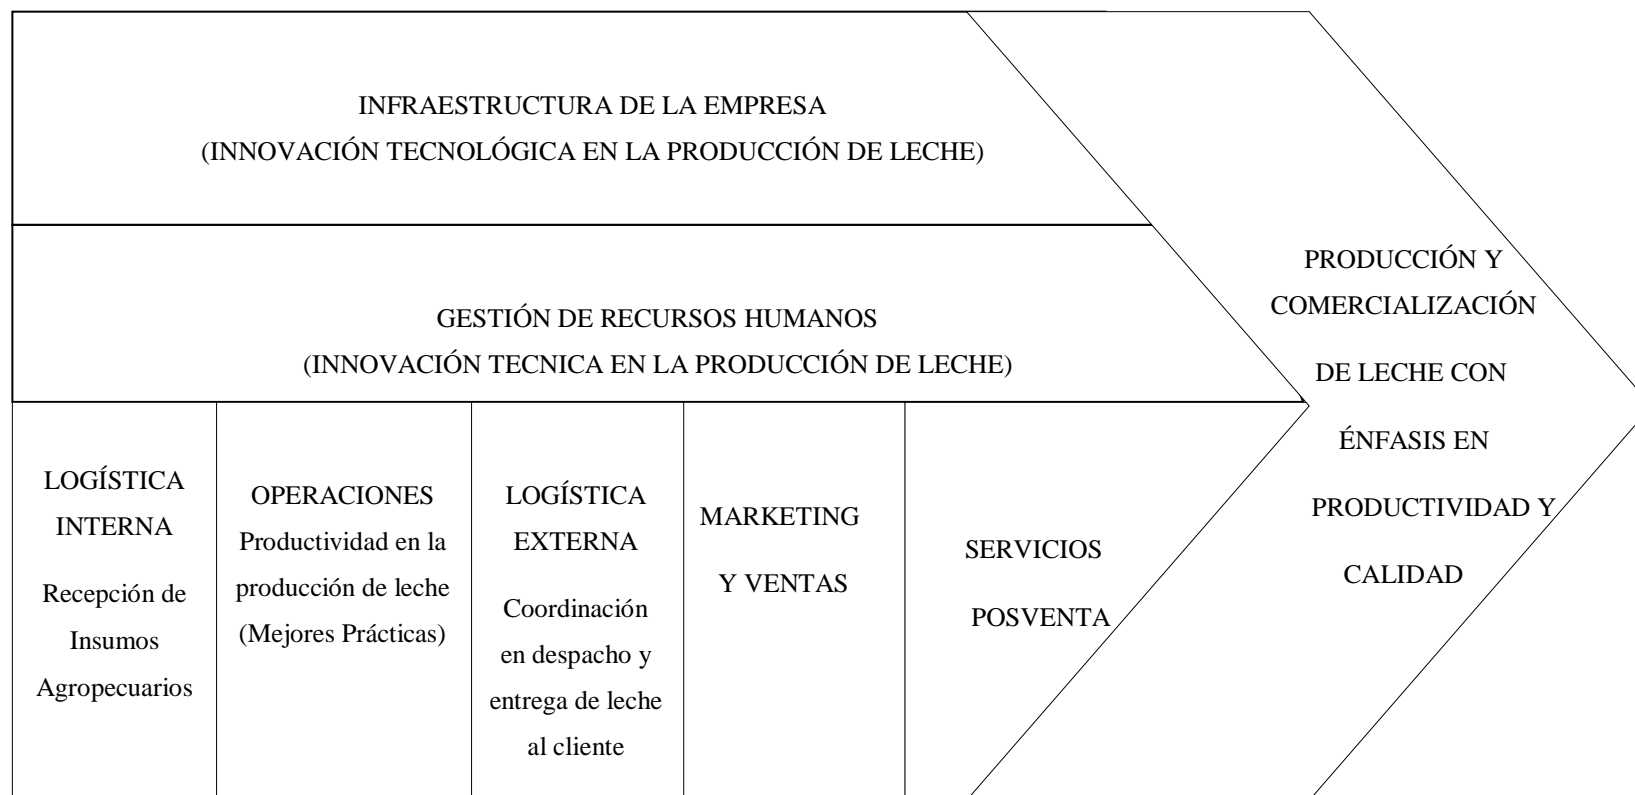 INFRAESTRUCTURA DE LA EMPRESA
(INNOVACIÓN TECNOLÓGICA EN LA PRODUCCIÓN DE LECHE)
GESTIÓN DE RECURSOS HUMANOS
(INNOVACIÓN TECNICA EN LA PRODUCCIÓN DE LECHE)
LOGÍSTICA
INTERNA
Recepción de
Insumos
Agropecuarios
OPERACIONES
Productividad en la
producción de leche
(Mejores Prácticas)
LOGÍSTICA
EXTERNA
Coordinación
en despacho y
entrega de leche
al cliente
MARKETING
Y VENTAS
SERVICIOS
POSVENTA
PRODUCCIÓN Y
COMERCIALIZACIÓN
DE LECHE CON
ÉNFASIS EN
PRODUCTIVIDAD Y
CALIDAD